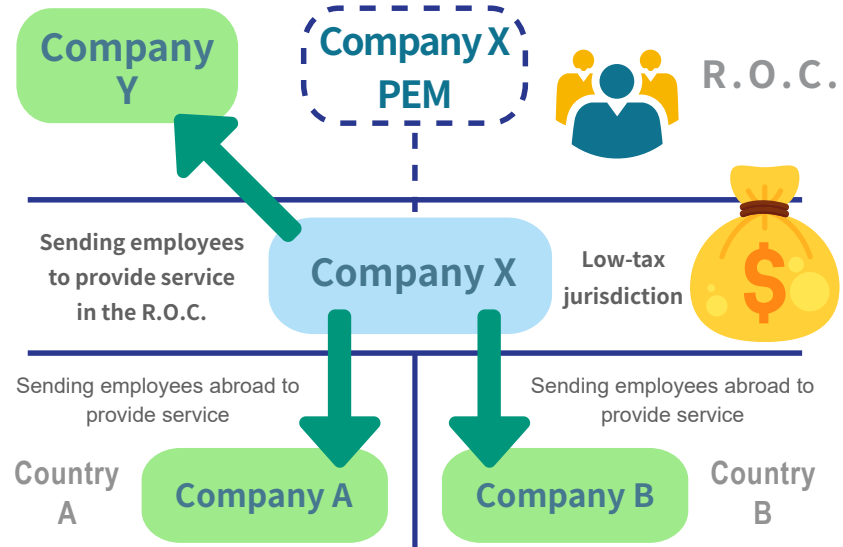 Company
Y
Company X
PEM
R.O.C.
Sending employees
to provide service
in the R.O.C.
Company X
Low-tax
jurisdiction
$
Sending employees abroad to
provide service
Sending employees abroad to
provide service
Country
A
Company A
Company B
Country
B